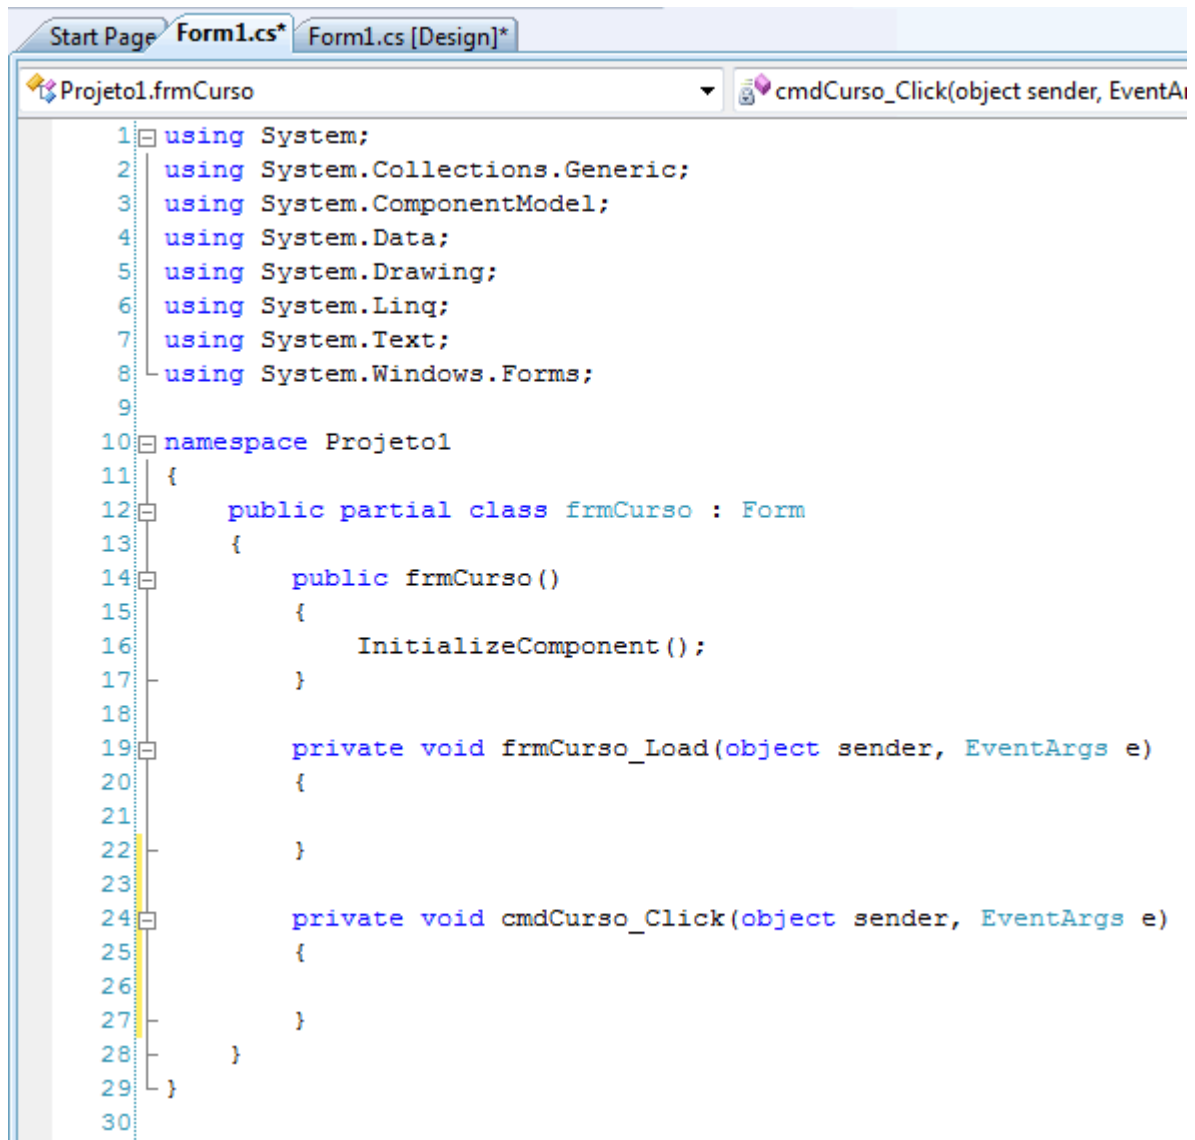 Start Page Form1.cs* Form1.cs [Design]*
Projeto1.frmCurso cmdCurso_Click(object sender, EventAr
1 using System;
2 using System.Collections.Generic;
3 using System.ComponentModel;
4 using System.Data;
5 using System.Drawing;
6 using System.Linq;
7 using System.Text;
8 using System.Windows.Forms;
9
10 namespace Projeto1
11 {
12 public partial class frmCurso : Form
13 {
14 public frmCurso()
15 {
16 InitializeComponent();
17 }
18
19 private void frmCurso_Load(object sender, EventArgs e)
20 {
21
22 }
23
24 private void cmdCurso_Click(object sender, EventArgs e)
25 {
26
27 }
28 }
29 }
30